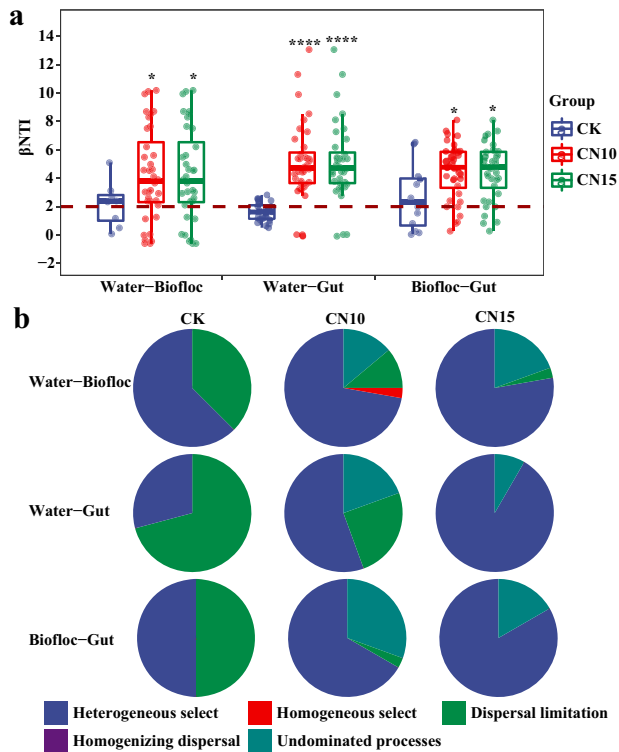 a
14
12
10
8
6
4
2
0
−2
βNTI
* * **** **** * *
Group
CK
CN10
CN15
Water−Biofloc Water−Gut Biofloc−Gut
b
CK CN10 CN15
Water−Biofloc
Water−Gut
Biofloc−Gut
Heterogeneous select Homogeneous select Dispersal limitation
Homogenizing dispersal Undominated processes